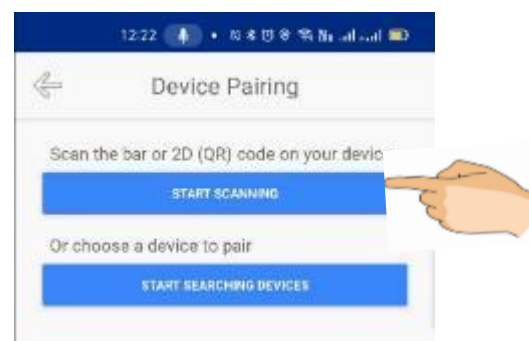 12:22
Device Pairing
Scan the bar or 2D (QR) code on your devic
START SCANNING
Or choose a device to pair
START SEARCHING DEVICES